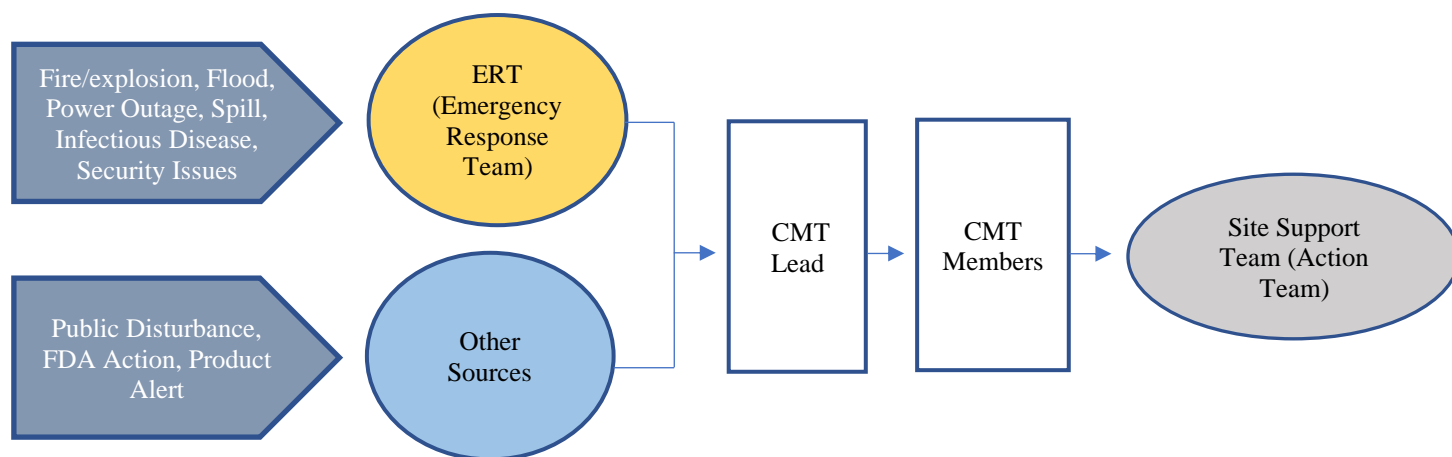 Fire/explosion, Flood,
Power Outage, Spill,
Infectious Disease,
Security Issues
ERT
(Emergency
Response
Team)
Public Disturbance,
FDA Action, Product
Alert
Other
Sources
CMT
Lead
CMT
Members
Site Support
Team (Action
Team)